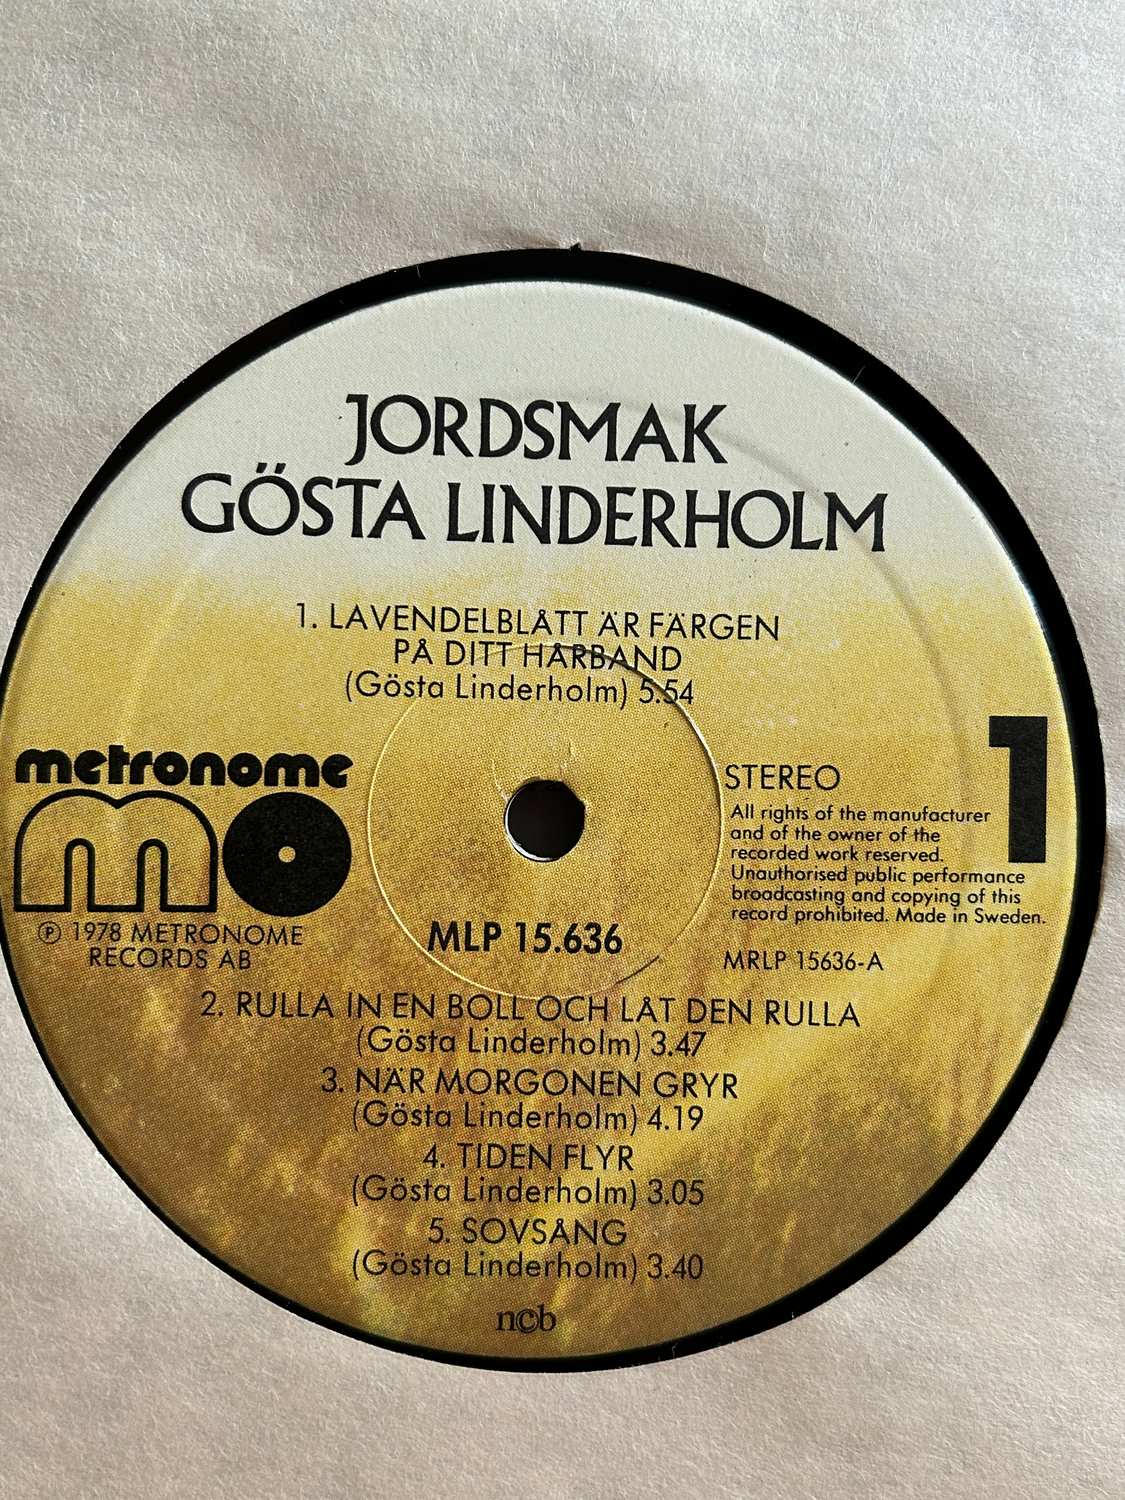 JORDSMAK
GÖSTA LINDERHOLM
1. LAVENDELBLÅTT ÄR FÄRGEN
PÅ DITT HÅRBAND
(Gösta Linderholm) 5.54
metronome
mo
℗ 1978 METRONOME
RECORDS AB
MLP 15.636
STEREO
1
All rights of the manufacturer
and of the owner of the
recorded work reserved.
Unauthorised public performance
broadcasting and copying of this
record prohibited. Made in Sweden.
MRLP 15636-A
2. RULLA IN EN BOLL OCH LÅT DEN RULLA
(Gösta Linderholm) 3.47
3. NÄR MORGONEN GRYR
(Gösta Linderholm) 4.19
4. TIDEN FLYR
(Gösta Linderholm) 3.05
5. SOVSÅNG
(Gösta Linderholm) 3.40
n©b